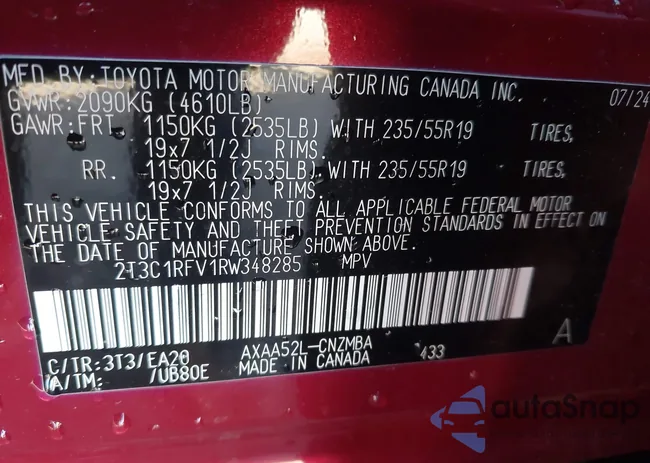 MFD.BY:TOYOTA MOTOR MANUFACTURING CANADA INC. 07/24
GVWR:2090KG (4610LB)
GAWR:FRT. 1150KG (2535LB) WITH 235/55R19 TIRES,
19x7 1/2J RIMS.
RR. 1150KG (2535LB) WITH 235/55R19 TIRES,
19x7 1/2J RIMS.
THIS VEHICLE CONFORMS TO ALL APPLICABLE FEDERAL MOTOR
VEHICLE SAFETY AND THEFT PREVENTION STANDARDS IN EFFECT ON
THE DATE OF MANUFACTURE SHOWN ABOVE.
2T3C1RFV1RW348285 MPV
C/TR:3T3/EA20 AXAA52L-CNZMBA 433 A
A/TM: /UB80E MADE IN CANADA
autoSnap